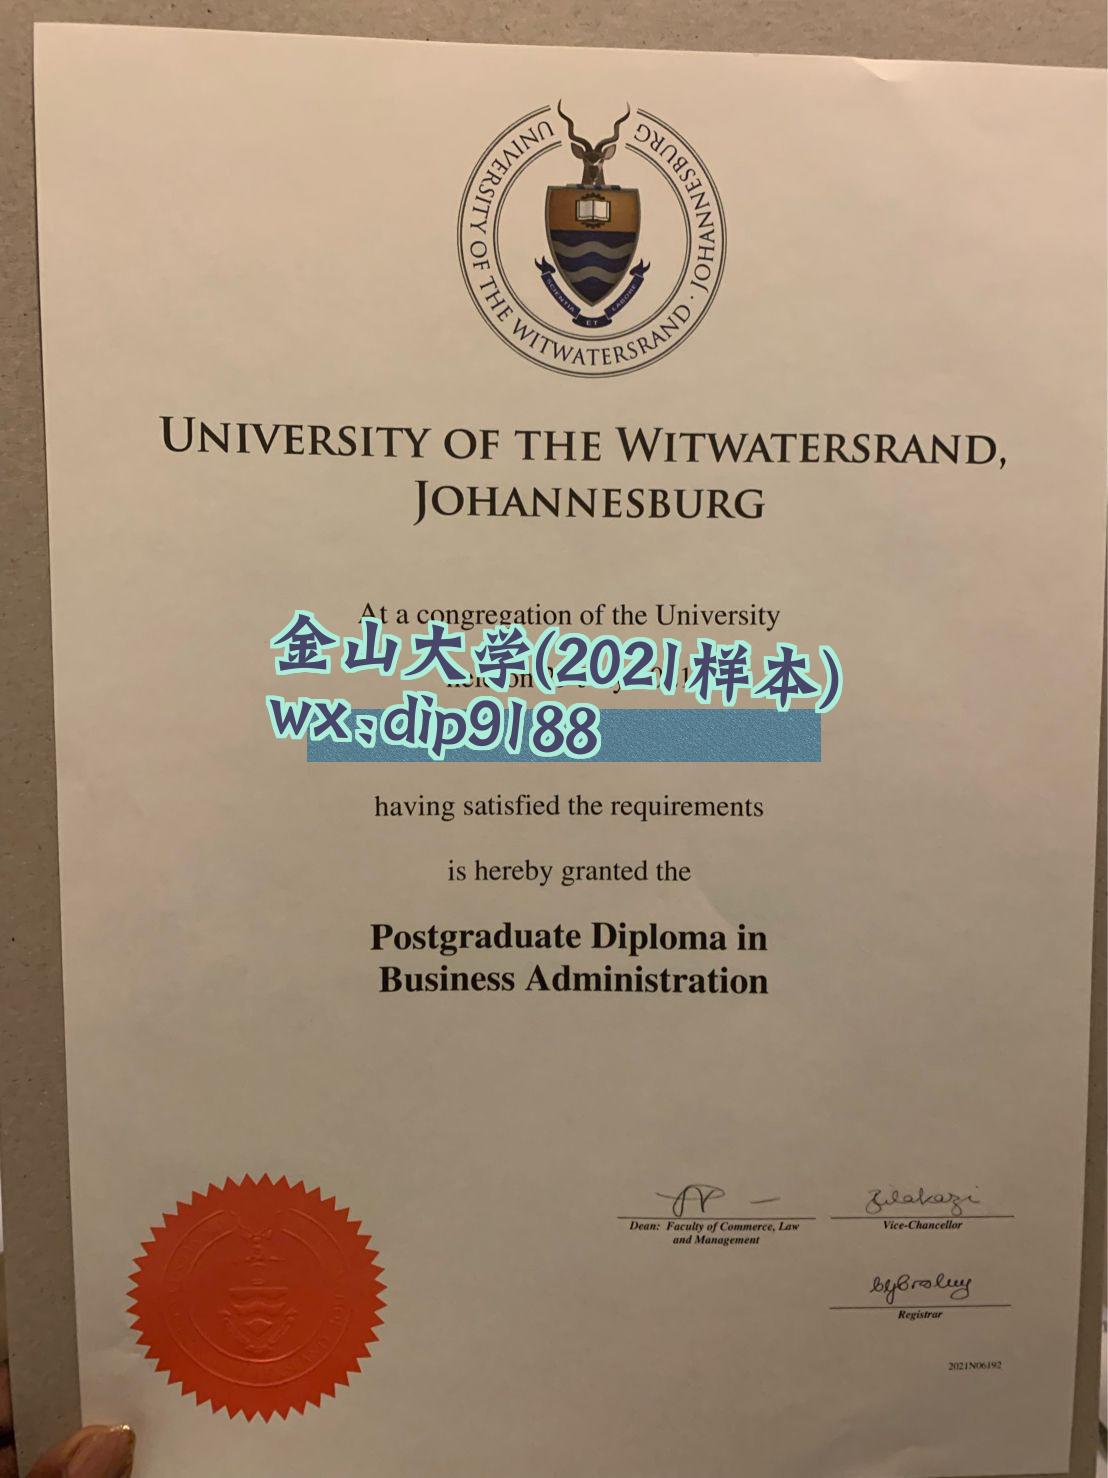 UNIVERSITY OF THE WITWATERSRAND · JOHANNESBURG
SCIENTIA ET LABORE
UNIVERSITY OF THE WITWATERSRAND,
JOHANNESBURG
At a congregation of the University
金山大学(2021样本)
wx:dip9188
having satisfied the requirements
is hereby granted the
Postgraduate Diploma in
Business Administration
Dean: Faculty of Commerce, Law
and Management
Vice-Chancellor
Registrar
2021N06192